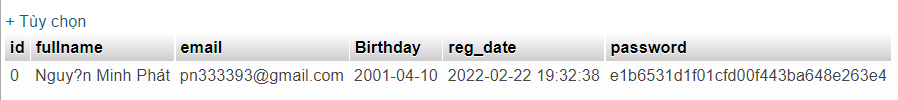 + Tùy chọn
id fullname email Birthday reg_date password
0 Nguy?n Minh Phát pn333393@gmail.com 2001-04-10 2022-02-22 19:32:38 e1b6531d1f01cfd00f443ba648e263e4